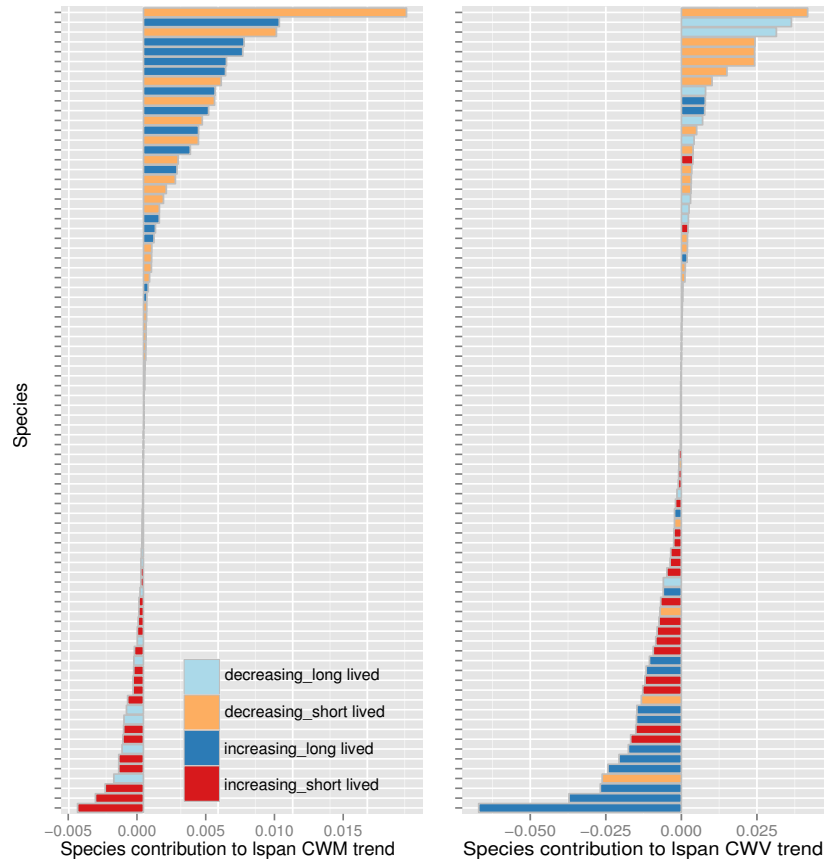 Species
decreasing_long lived
decreasing_short lived
increasing_long lived
increasing_short lived
−0.005 0.000 0.005 0.010 0.015
Species contribution to lspan CWM trend
−0.050 −0.025 0.000 0.025
Species contribution to lspan CWV trend